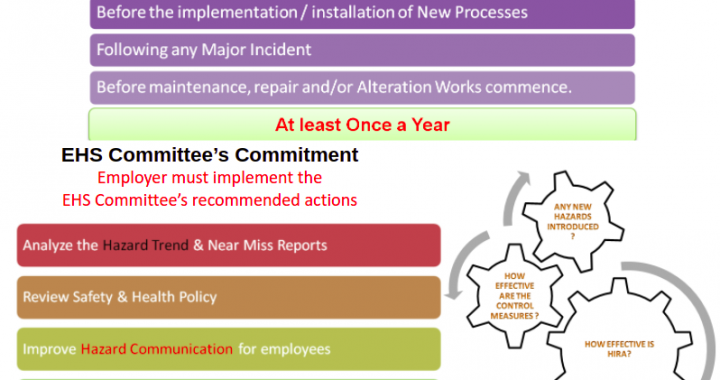 Before the implementation / installation of New Processes
Following any Major Incident
Before maintenance, repair and/or Alteration Works commence.
At least Once a Year
EHS Committee's Commitment
Employer must implement the
EHS Committee's recommended actions
Analyze the Hazard Trend & Near Miss Reports
Review Safety & Health Policy
Improve Hazard Communication for employees
ANY NEW
HAZARDS
INTRODUCED
?
HOW
EFFECTIVE
ARE THE
CONTROL
MEASURES ?
HOW EFFECTIVE IS
HIRA?